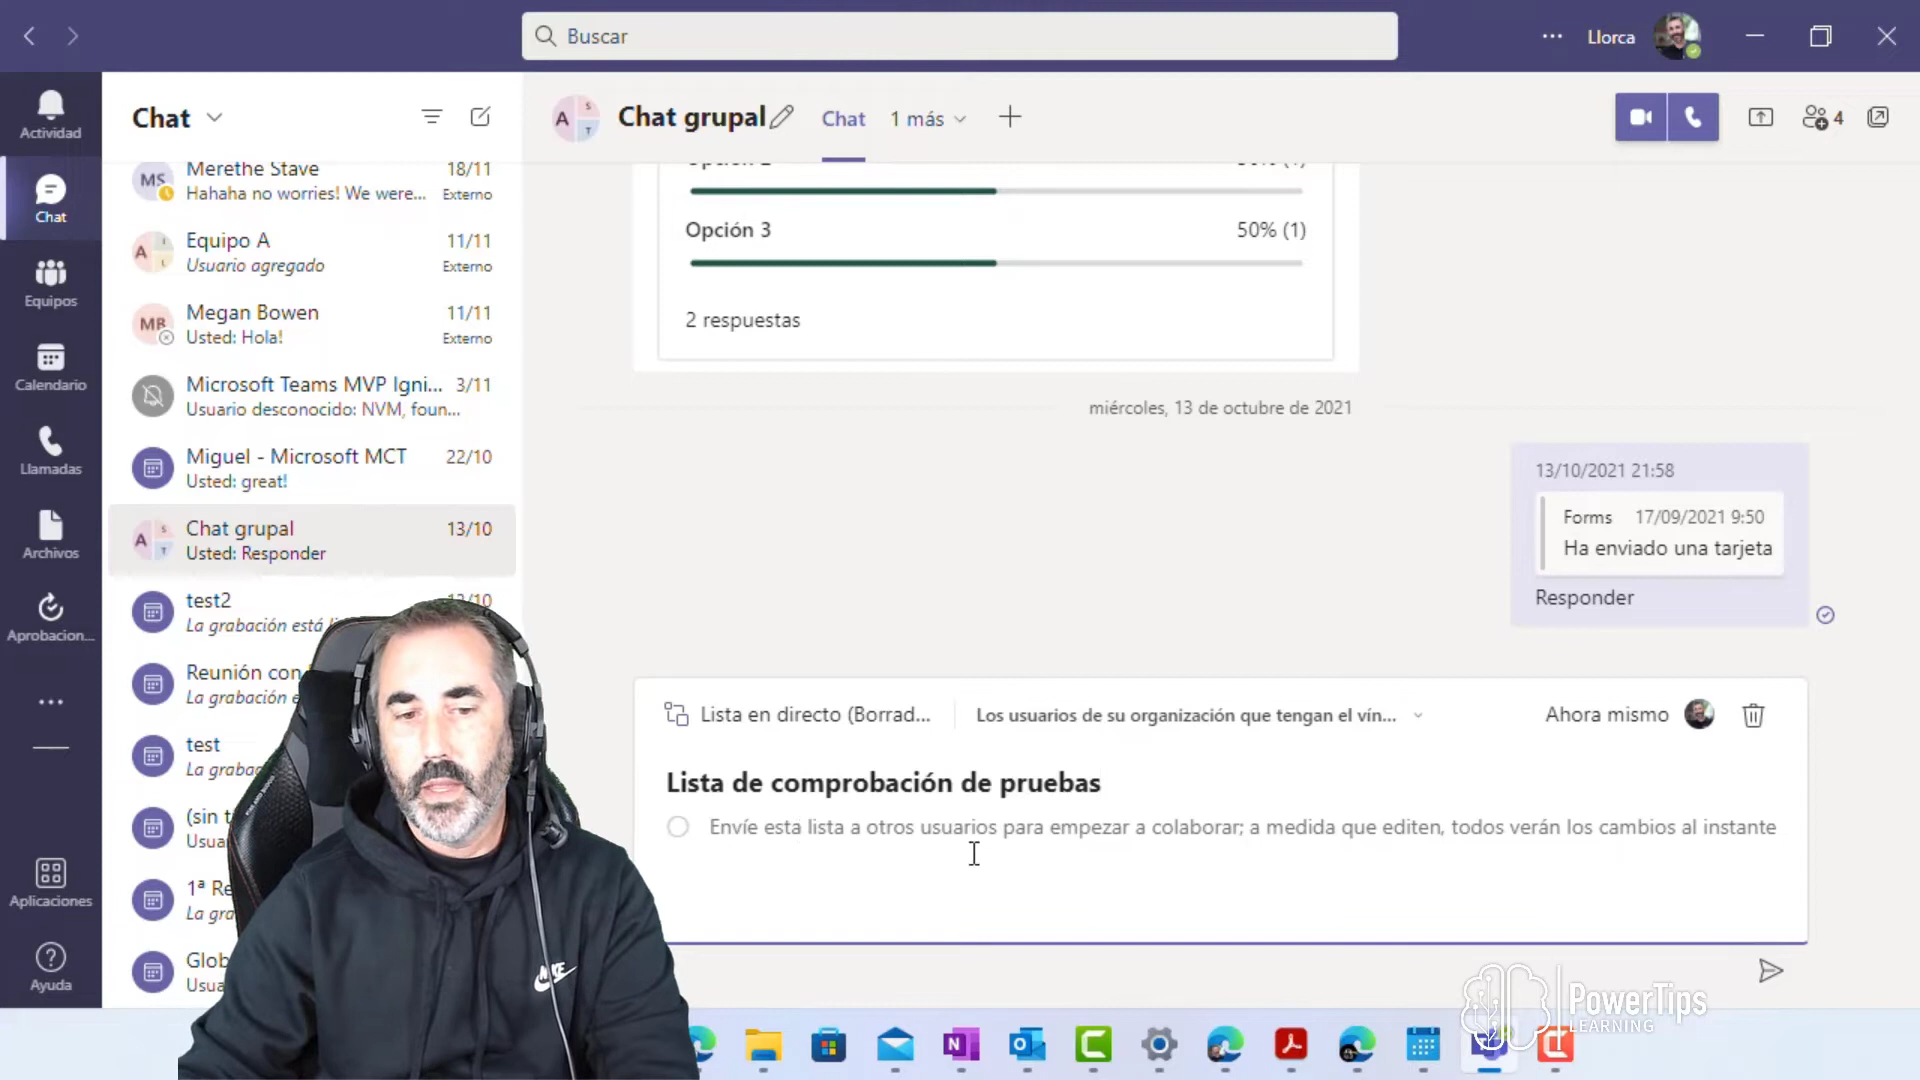 Buscar
Llorca
Actividad
Chat
Equipos
Calendario
Llamadas
Archivos
Aprobacion...
Aplicaciones
Ayuda
Chat
Merethe Stave 18/11
Hahaha no worries! We were... Externo
Equipo A 11/11
Usuario agregado Externo
Megan Bowen 11/11
Usted: Hola! Externo
Microsoft Teams MVP Igni... 3/11
Usuario desconocido: NVM, foun...
Miguel - Microsoft MCT 22/10
Usted: great!
Chat grupal 13/10
Usted: Responder
test2
La grabación está
Reunión con
La grabación
test
La grabac
(sin
Usua
1ª Re
La gra
Glob
Usua
Chat grupal Chat 1 más 4
Opción 3 50% (1)
2 respuestas
miércoles, 13 de octubre de 2021
13/10/2021 21:58
Forms 17/09/2021 9:50
Ha enviado una tarjeta
Responder
Lista en directo (Borrad... Los usuarios de su organización que tengan el vín... Ahora mismo
Lista de comprobación de pruebas
Envíe esta lista a otros usuarios para empezar a colaborar; a medida que editen, todos verán los cambios al instante
PowerTips
LEARNING